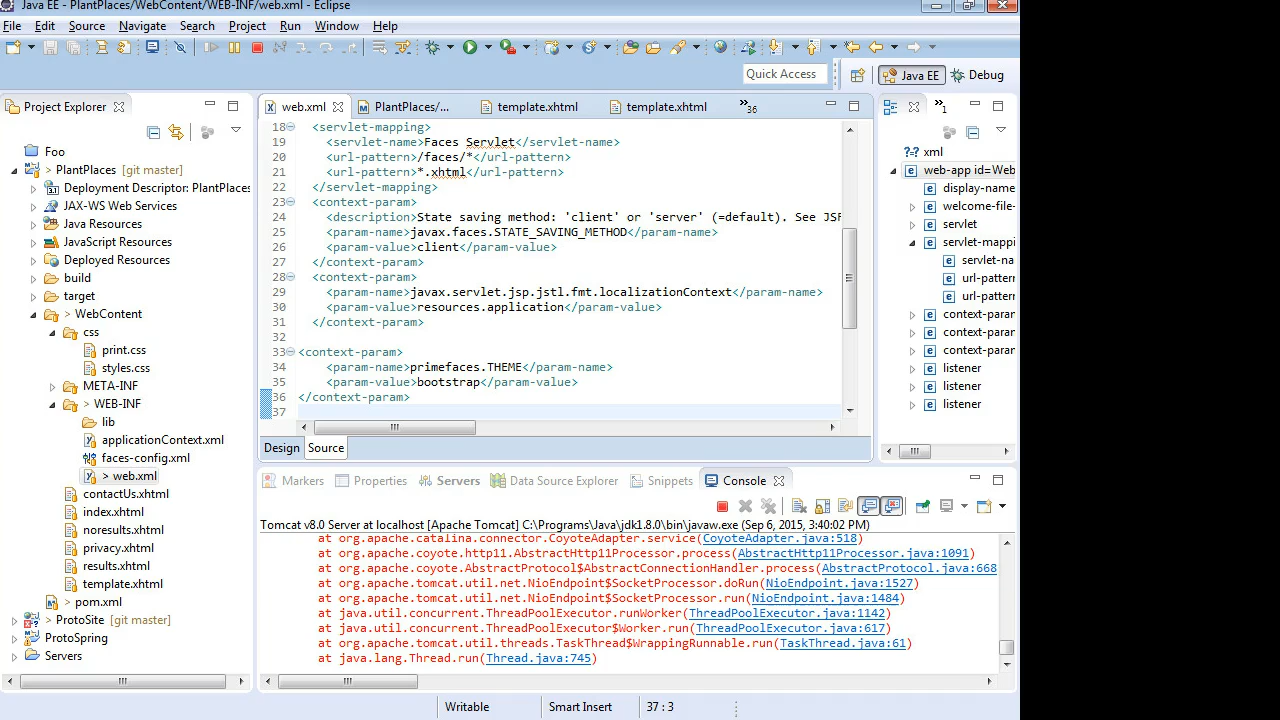 Java EE - PlantPlaces/WebContent/WEB-INF/web.xml - Eclipse
File Edit Source Navigate Search Project Run Window Help
Quick Access
Java EE
Debug
Project Explorer
Foo
> PlantPlaces [git master]
Deployment Descriptor: PlantPlaces
JAX-WS Web Services
Java Resources
JavaScript Resources
Deployed Resources
build
target
> WebContent
css
print.css
styles.css
META-INF
> WEB-INF
lib
applicationContext.xml
faces-config.xml
> web.xml
contactUs.xhtml
index.xhtml
noresults.xhtml
privacy.xhtml
results.xhtml
template.xhtml
> pom.xml
> ProtoSite [git master]
ProtoSpring
Servers
web.xml
PlantPlaces/...
template.xhtml
template.xhtml
»36
18 <servlet-mapping>
19 <servlet-name>Faces Servlet</servlet-name>
20 <url-pattern>/faces/*</url-pattern>
21 <url-pattern>*.xhtml</url-pattern>
22 </servlet-mapping>
23 <context-param>
24 <description>State saving method: 'client' or 'server' (=default). See JSF
25 <param-name>javax.faces.STATE_SAVING_METHOD</param-name>
26 <param-value>client</param-value>
27 </context-param>
28 <context-param>
29 <param-name>javax.servlet.jsp.jstl.fmt.localizationContext</param-name>
30 <param-value>resources.application</param-value>
31 </context-param>
32
33 <context-param>
34 <param-name>primefaces.THEME</param-name>
35 <param-value>bootstrap</param-value>
36 </context-param>
37
Design Source
»1
xml
web-app id=Web
display-name
welcome-file-
servlet
servlet-mappi
servlet-na
url-pattern
url-pattern
context-para
context-para
context-para
listener
listener
listener
Markers Properties Servers Data Source Explorer Snippets Console
Tomcat v8.0 Server at localhost [Apache Tomcat] C:\Programs\Java\jdk1.8.0\bin\javaw.exe (Sep 6, 2015, 3:40:02 PM)
at org.apache.catalina.connector.CoyoteAdapter.service(CoyoteAdapter.java:518)
at org.apache.coyote.http11.AbstractHttp11Processor.process(AbstractHttp11Processor.java:1091)
at org.apache.coyote.AbstractProtocol$AbstractConnectionHandler.process(AbstractProtocol.java:668
at org.apache.tomcat.util.net.NioEndpoint$SocketProcessor.doRun(NioEndpoint.java:1527)
at org.apache.tomcat.util.net.NioEndpoint$SocketProcessor.run(NioEndpoint.java:1484)
at java.util.concurrent.ThreadPoolExecutor.runWorker(ThreadPoolExecutor.java:1142)
at java.util.concurrent.ThreadPoolExecutor$Worker.run(ThreadPoolExecutor.java:617)
at org.apache.tomcat.util.threads.TaskThread$WrappingRunnable.run(TaskThread.java:61)
at java.lang.Thread.run(Thread.java:745)
Writable
Smart Insert
37 : 3